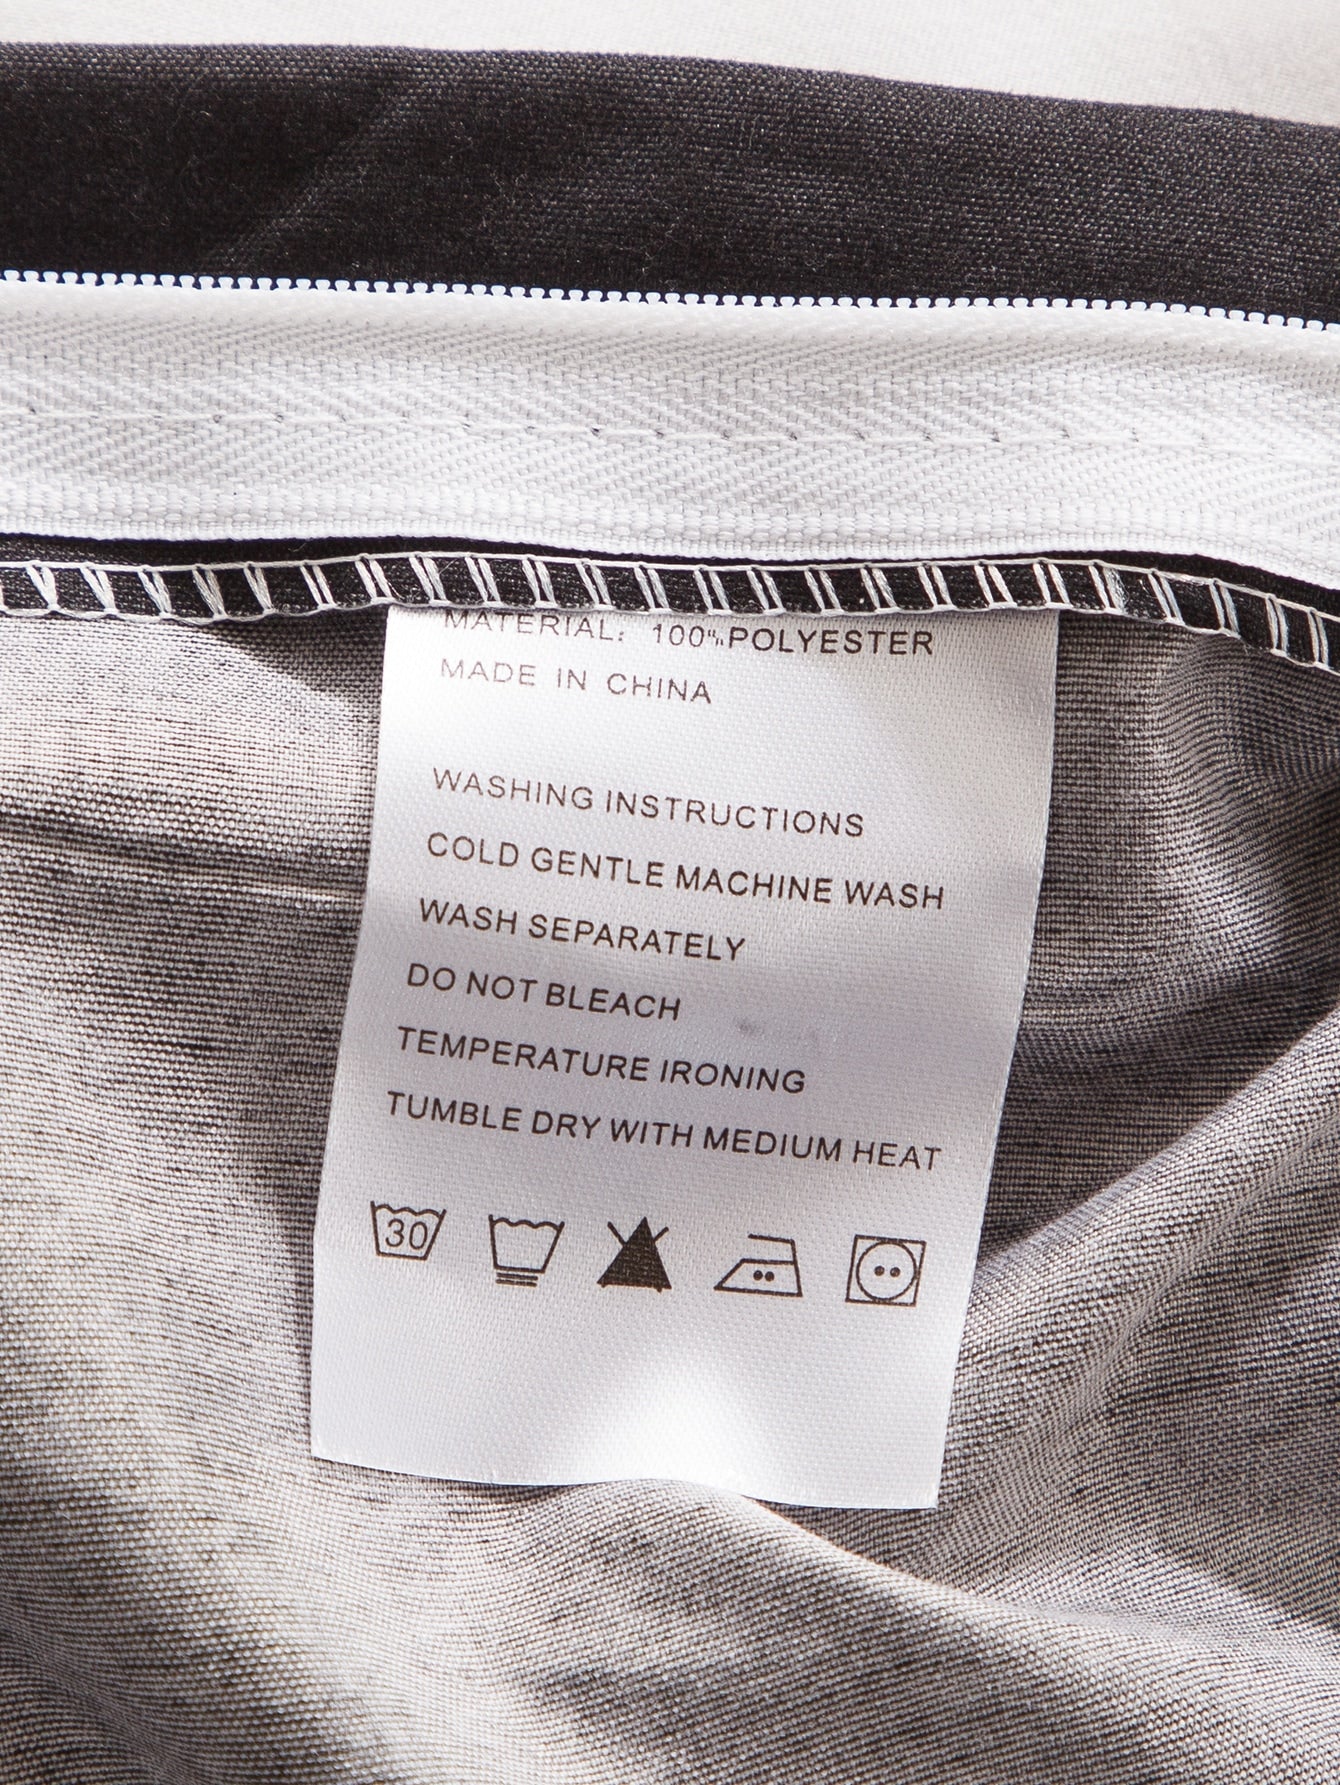 MATERIAL: 100%POLYESTER
MADE IN CHINA
WASHING INSTRUCTIONS
COLD GENTLE MACHINE WASH
WASH SEPARATELY
DO NOT BLEACH
TEMPERATURE IRONING
TUMBLE DRY WITH MEDIUM HEAT
30